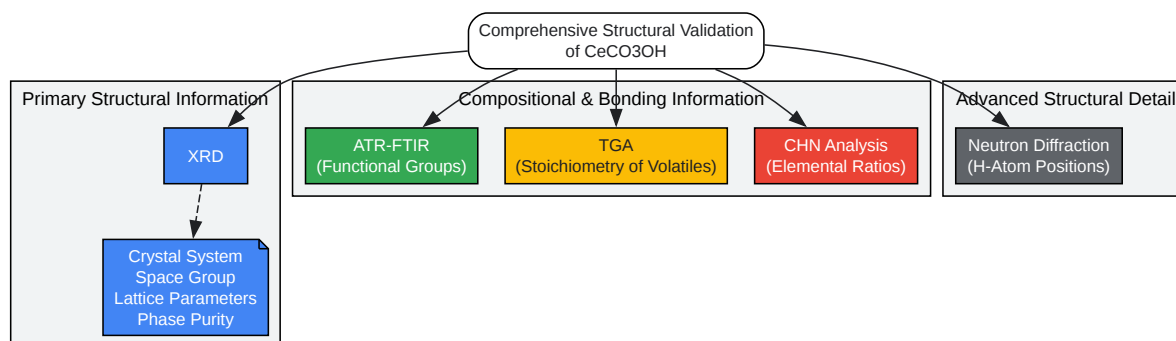 Comprehensive Structural Validation
of CeCO3OH
Primary Structural Information
Compositional & Bonding Information
Advanced Structural Detail
XRD
ATR-FTIR
(Functional Groups)
TGA
(Stoichiometry of Volatiles)
CHN Analysis
(Elemental Ratios)
Neutron Diffraction
(H-Atom Positions)
Crystal System
Space Group
Lattice Parameters
Phase Purity